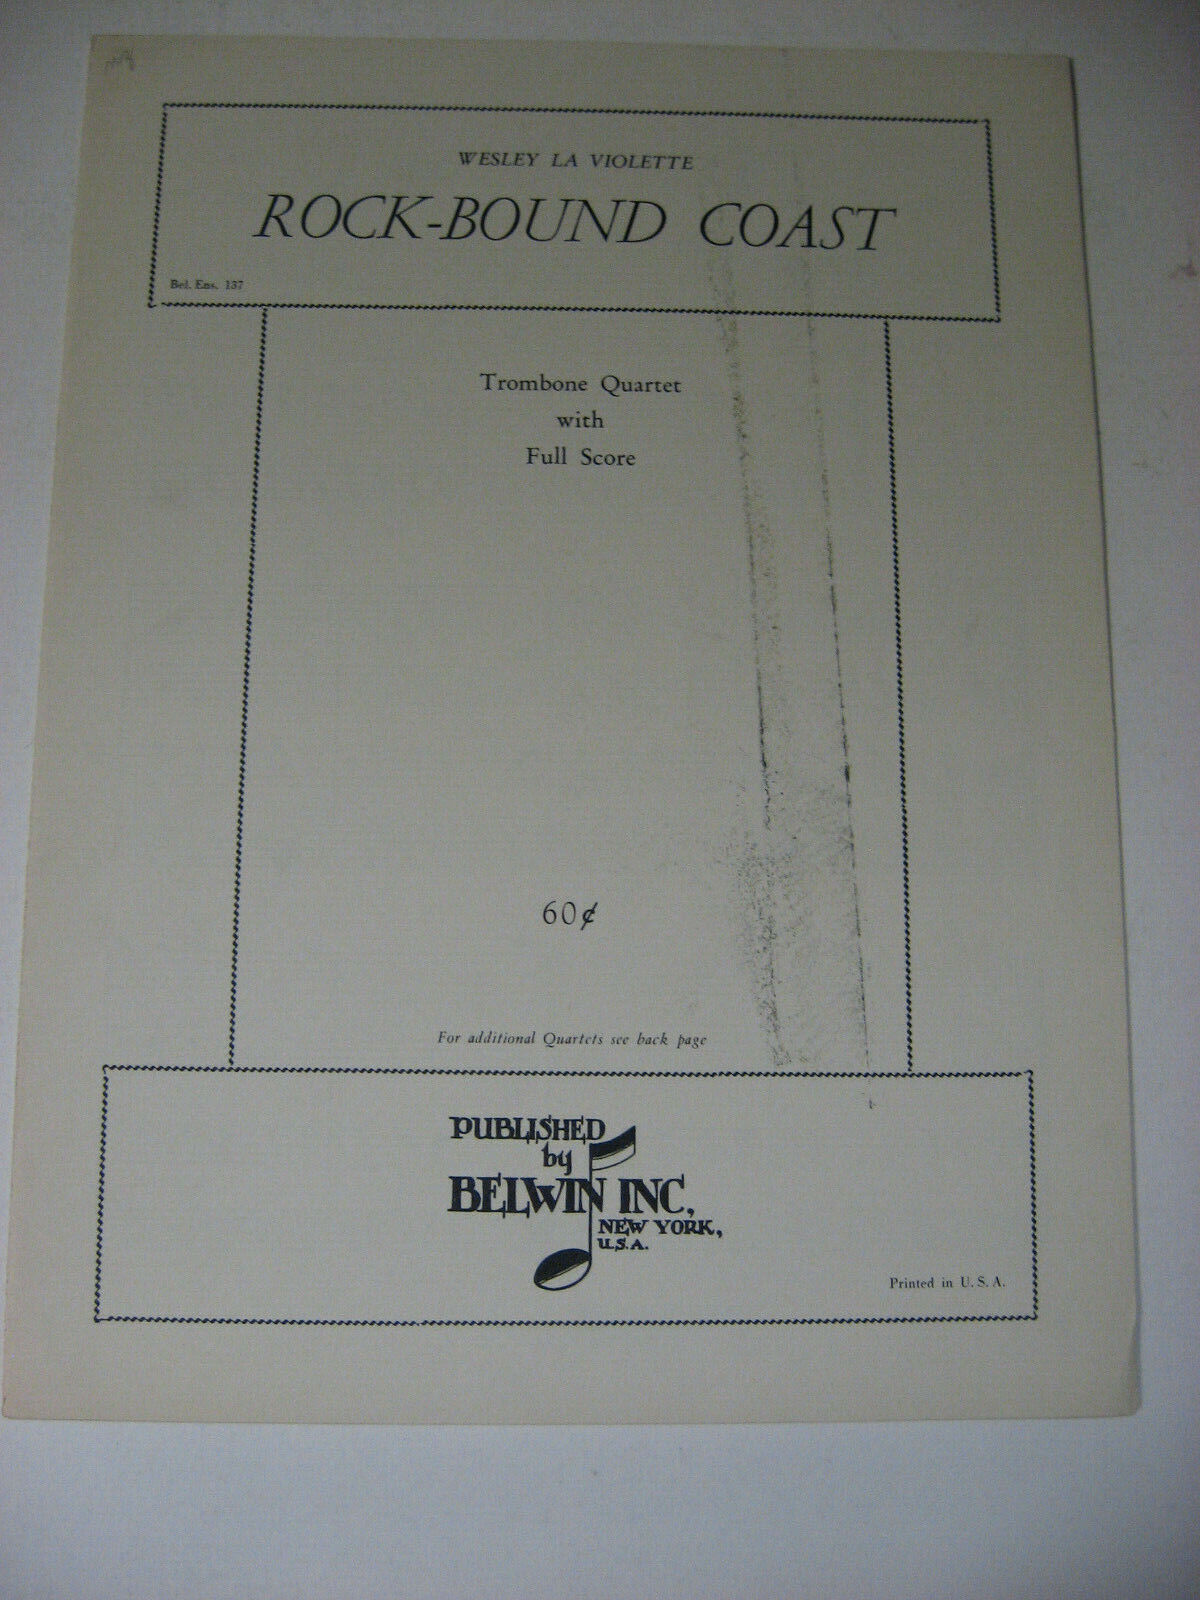 WESLEY LA VIOLETTE
ROCK-BOUND COAST
Bel. Ens. 137
Trombone Quartet
with
Full Score
60¢
For additional Quartets see back page
PUBLISHED
by
BELWIN INC,
NEW YORK,
U.S.A.
Printed in U. S. A.